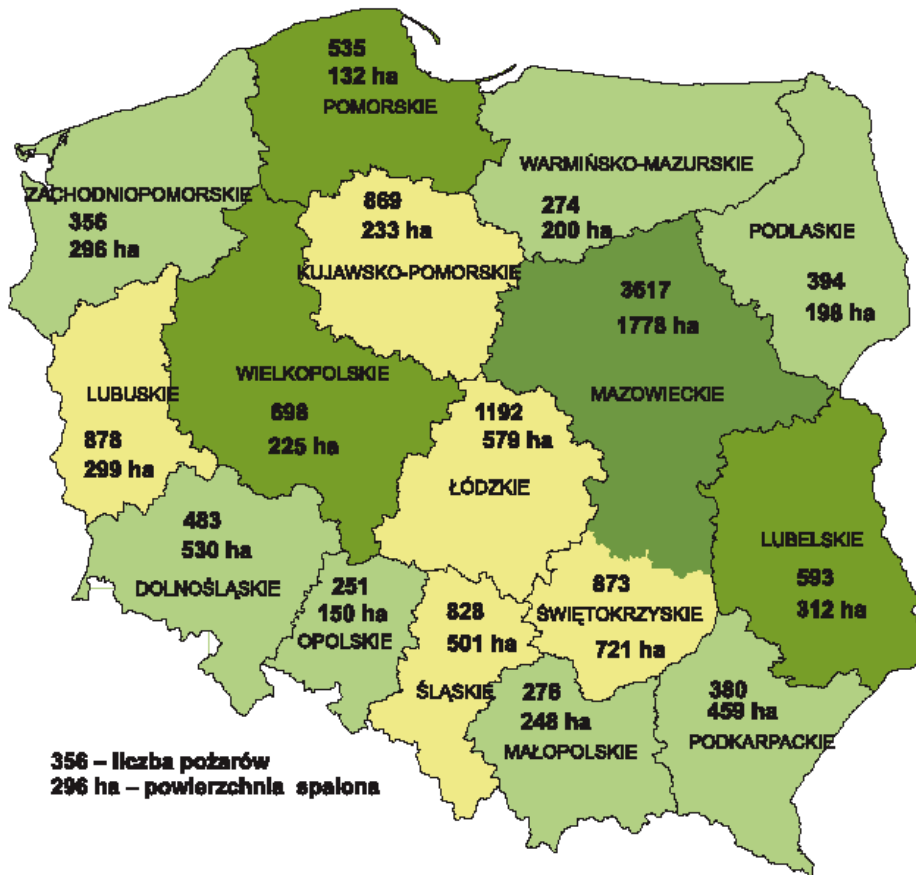 535
132 ha
POMORSKIE
WARMIŃSKO-MAZURSKIE
274
200 ha
ZACHODNIOPOMORSKIE
356
296 ha
869
233 ha
KUJAWSKO-POMORSKIE
PODLASKIE
394
198 ha
3617
1778 ha
MAZOWIECKIE
LUBUSKIE
878
299 ha
WIELKOPOLSKIE
698
225 ha
1192
579 ha
ŁÓDZKIE
LUBELSKIE
593
312 ha
483
530 ha
DOLNOŚLĄSKIE
251
150 ha
OPOLSKIE
828
501 ha
ŚLĄSKIE
873
ŚWIĘTOKRZYSKIE
721 ha
276
248 ha
MAŁOPOLSKIE
380
459 ha
PODKARPACKIE
356 – liczba pożarów
296 ha – powierzchnia spalona